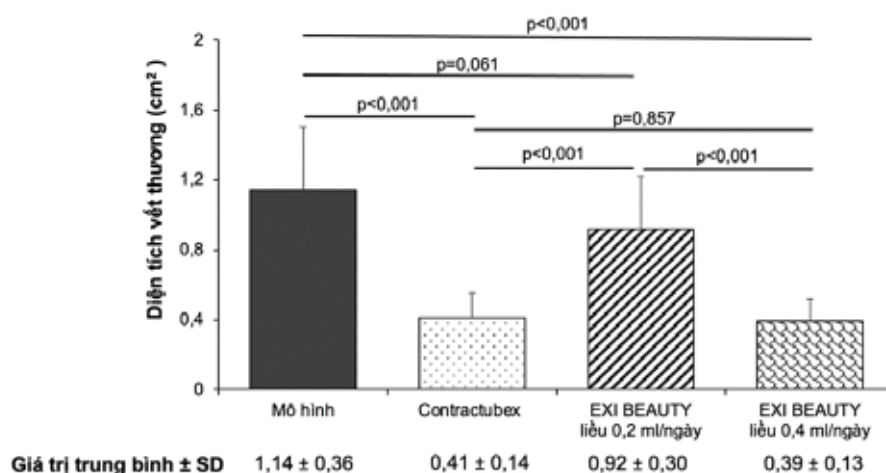 Diện tích vết thương (cm²)
2
1,6
1,2
0,8
0,4
0
p<0,001
p=0,061
p<0,001
p=0,857
p<0,001
p<0,001
Mô hình
Contractubex
EXI BEAUTY
liều 0,2 ml/ngày
EXI BEAUTY
liều 0,4 ml/ngày
Giá trị trung bình ± SD 1,14 ± 0,36 0,41 ± 0,14 0,92 ± 0,30 0,39 ± 0,13